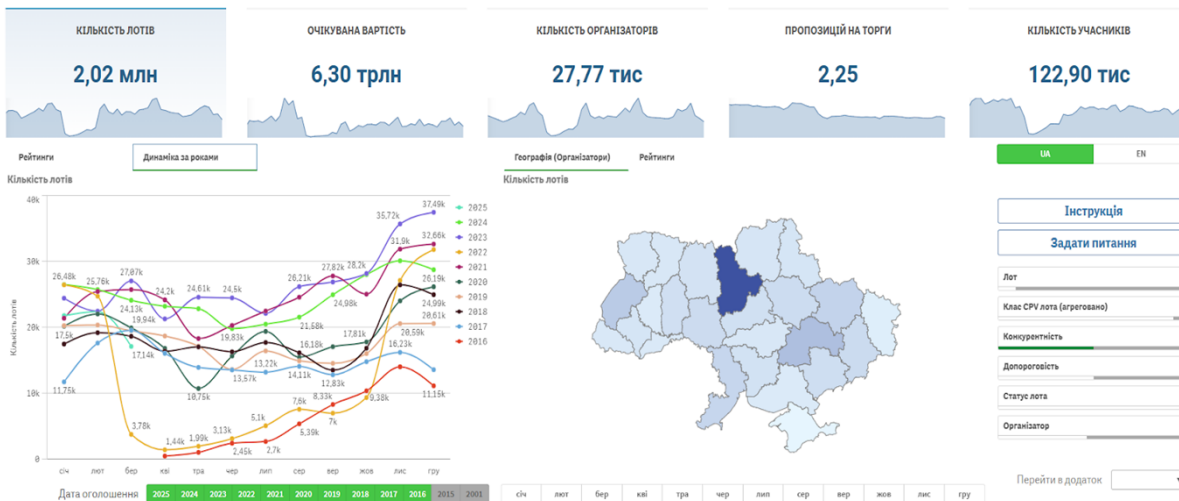 КІЛЬКІСТЬ ЛОТІВ
2,02 млн
ОЧІКУВАНА ВАРТІСТЬ
6,30 трлн
КІЛЬКІСТЬ ОРГАНІЗАТОРІВ
27,77 тис
ПРОПОЗИЦІЙ НА ТОРГИ
2,25
КІЛЬКІСТЬ УЧАСНИКІВ
122,90 тис
Рейтинги
Динаміка за роками
Географія (Організатори)
Рейтинги
UA
EN
Кількість лотів
40k
30k
20k
10k
0
Кількість лотів
37,49k
35,72k
32,66k
31,9k
28,2k
27,82k
27,07k
26,48k
25,76k
26,21k
26,19k
24,61k
24,5k
24,2k
24,13k
24,98k
24,99k
21,58k
20,61k
20,59k
19,94k
19,83k
17,81k
17,5k
17,14k
16,18k
16,23k
14,11k
13,57k
13,22k
12,83k
11,75k
11,15k
10,75k
9,38k
8,33k
7,6k
7k
5,39k
5,1k
3,78k
3,13k
2,7k
2,45k
1,99k
1,44k
січ лют бер кві тра чер лип сер вер жов лис гру
2025
2024
2023
2022
2021
2020
2019
2018
2017
2016
Кількість лотів
Інструкція
Задати питання
Лот
Клас CPV лота (агреговано)
Конкурентність
Допороговість
Статус лота
Організатор
Перейти в додаток
Дата оголошення
2025 2024 2023 2022 2021 2020 2019 2018 2017 2016 2015 2001
січ лют бер кві тра чер лип сер вер жов лис гру